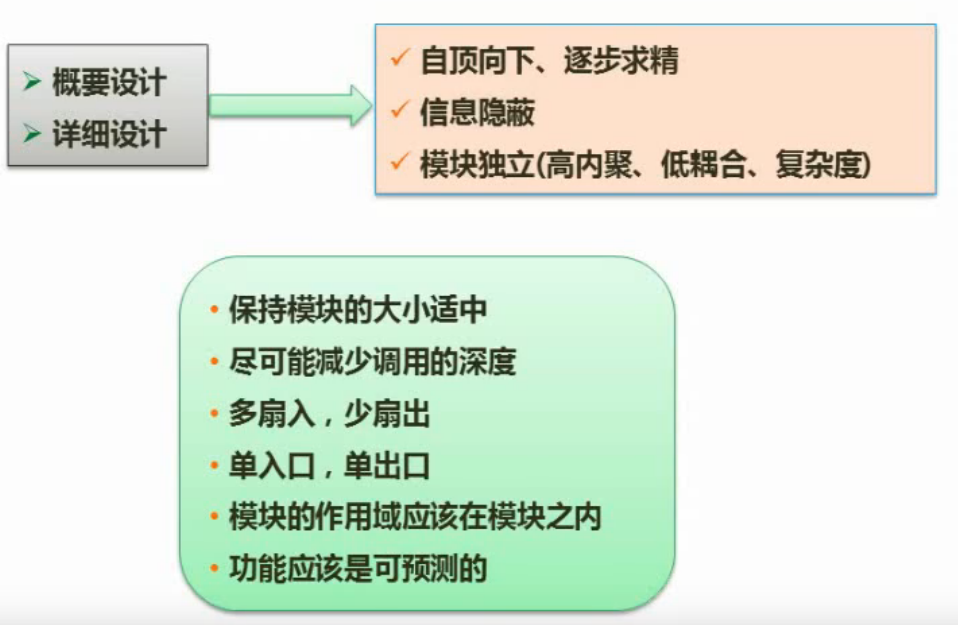 概要设计
详细设计
自顶向下、逐步求精
信息隐蔽
模块独立(高内聚、低耦合、复杂度)
保持模块的大小适中
尽可能减少调用的深度
多扇入，少扇出
单入口，单出口
模块的作用域应该在模块之内
功能应该是可预测的